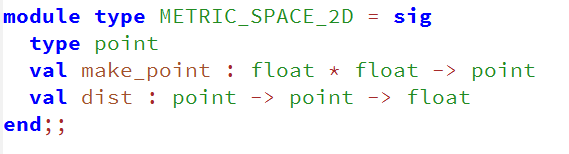 module type METRIC_SPACE_2D = sig
  type point
  val make_point : float * float -> point
  val dist : point -> point -> float
end;;